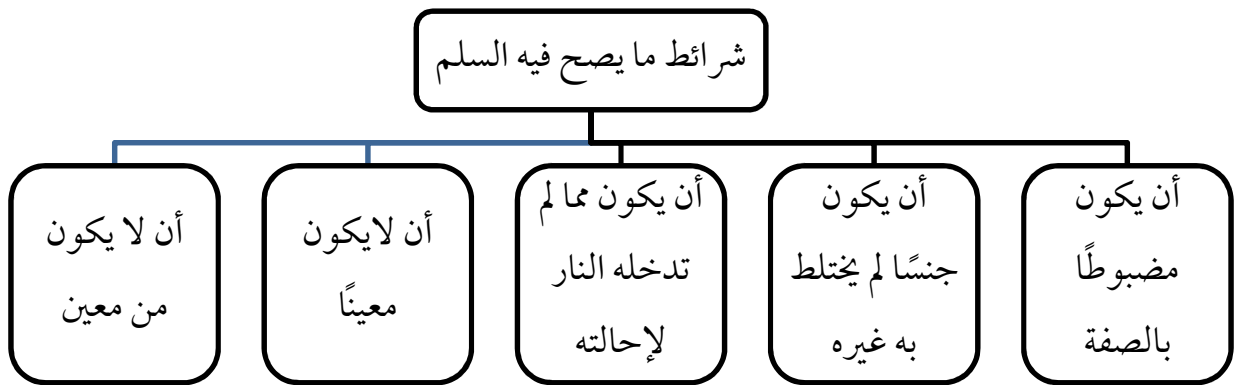 شرائط ما يصح فيه السلم
أن يكون
مضبوطًا
بالصفة
أن يكون
جنسًا لم يختلط
به غيره
أن يكون مما لم
تدخله النار
لإحالته
أن لايكون
معينًا
أن لا يكون
من معين